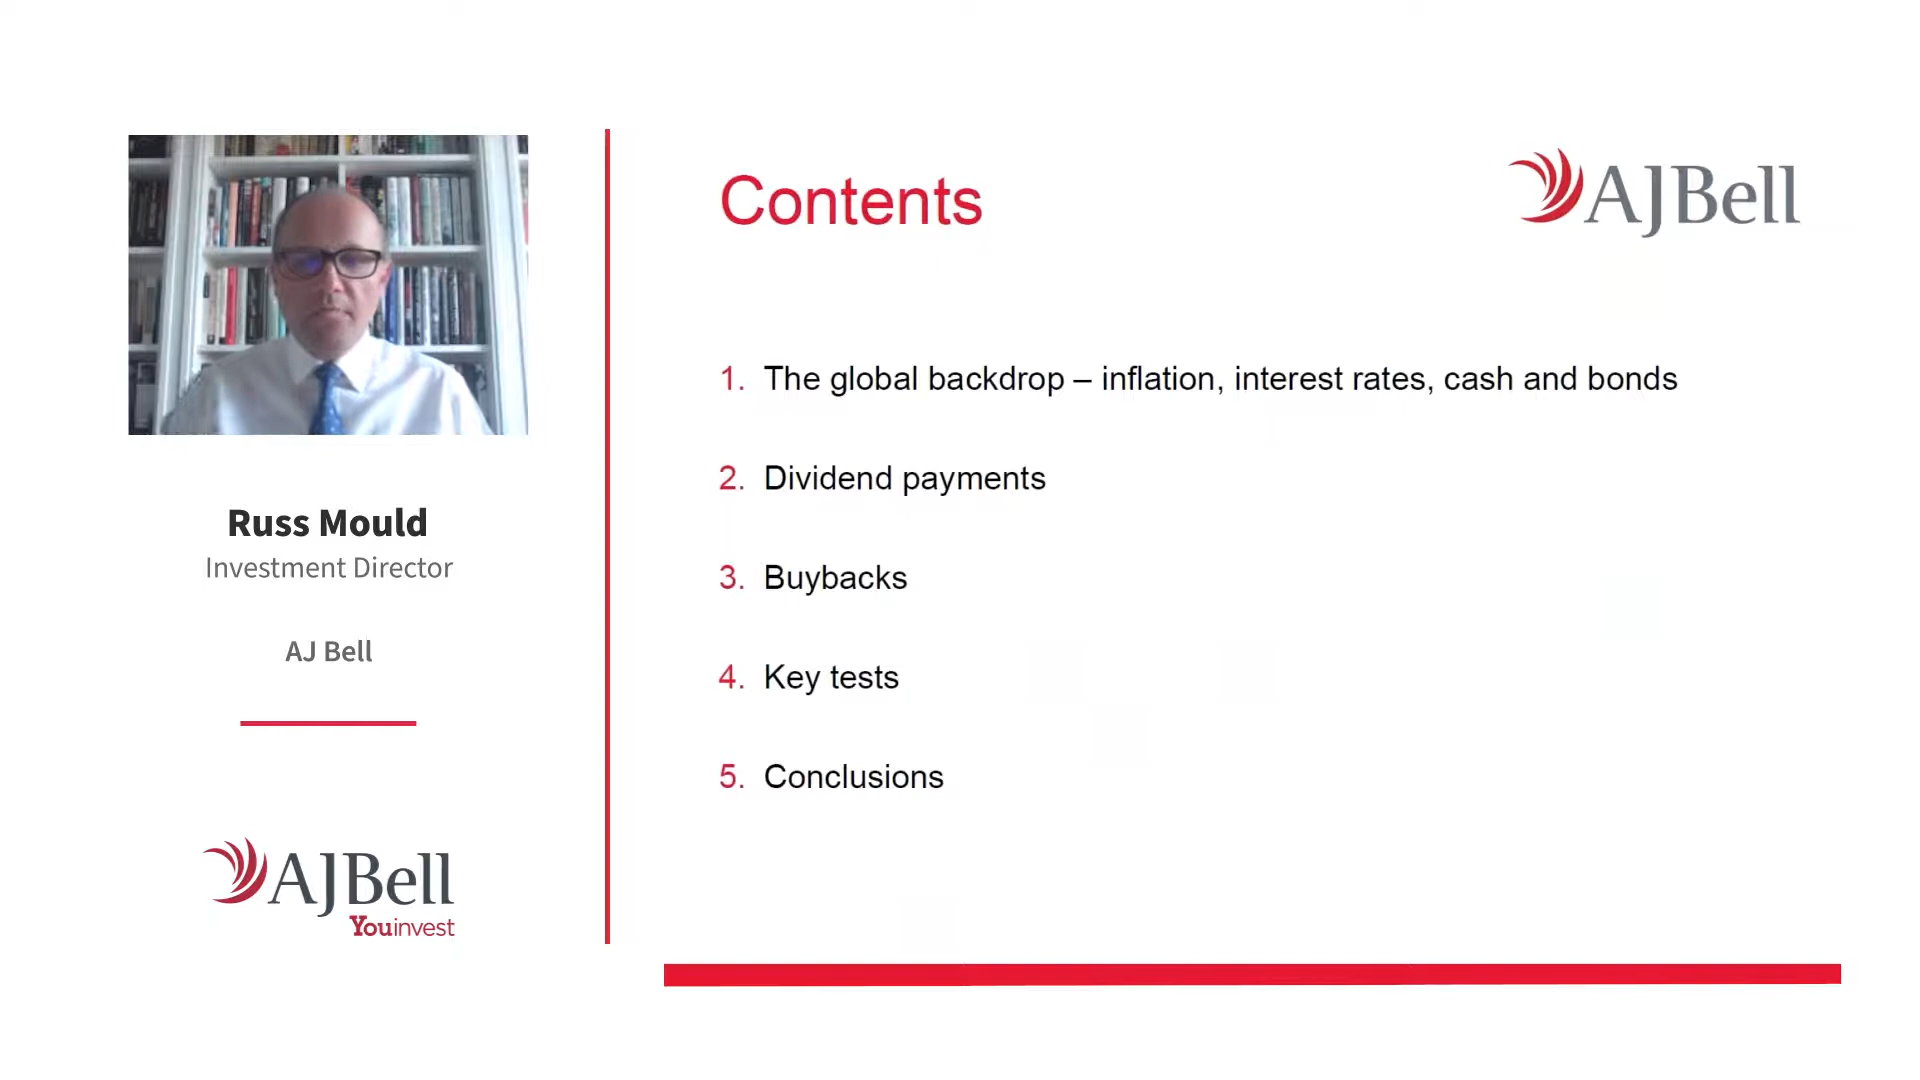 Russ Mould
Investment Director
AJ Bell
AJBell
Youinvest
Contents
AJBell
1. The global backdrop – inflation, interest rates, cash and bonds
2. Dividend payments
3. Buybacks
4. Key tests
5. Conclusions